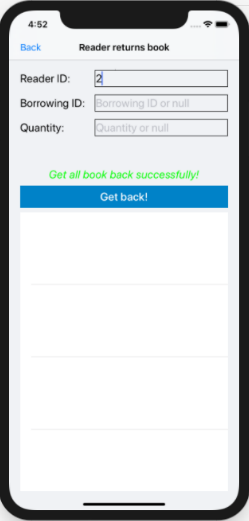 4:52
Back Reader returns book
Reader ID: 2
Borrowing ID: Borrowing ID or null
Quantity: Quantity or null
Get all book back successfully!
Get back!